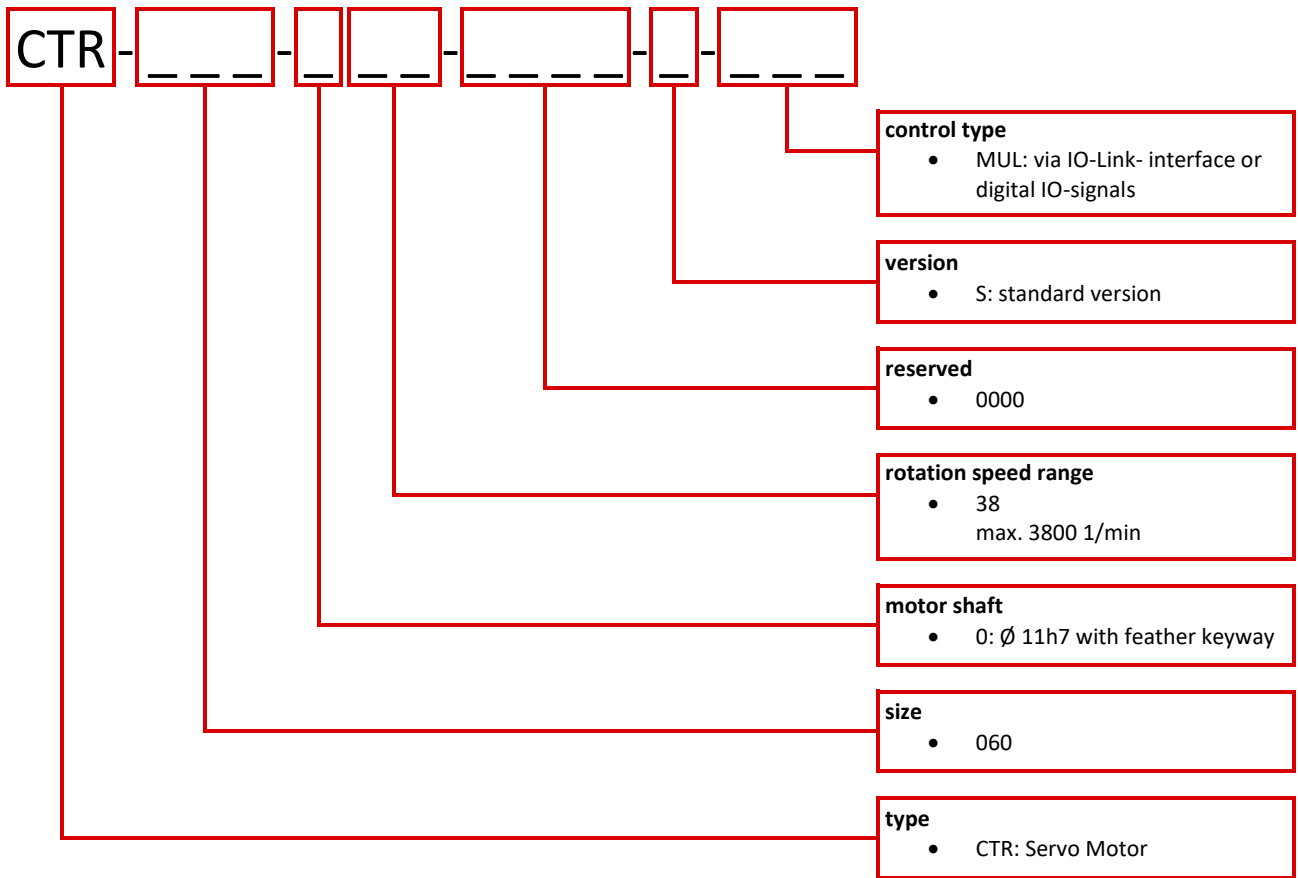 CTR-_ _ _-_ _ _-_ _ _ _-_-_ _ _
control type
• MUL: via IO-Link- interface or
digital IO-signals
version
• S: standard version
reserved
• 0000
rotation speed range
• 38
max. 3800 1/min
motor shaft
• 0: Ø 11h7 with feather keyway
size
• 060
type
• CTR: Servo Motor